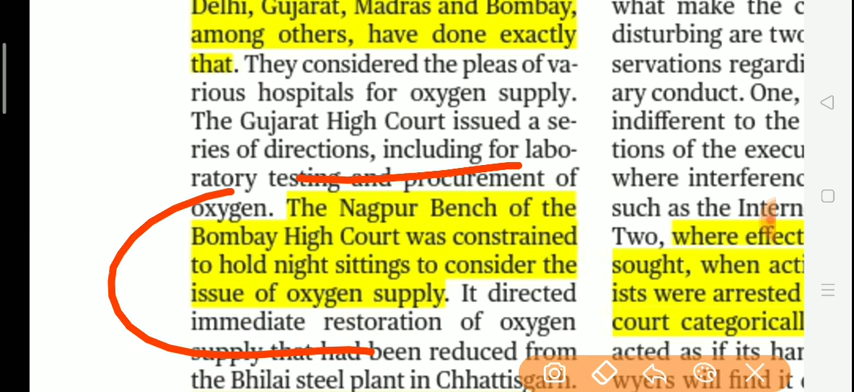 Delhi, Gujarat, Madras and Bombay,
among others, have done exactly
that. They considered the pleas of va-
rious hospitals for oxygen supply.
The Gujarat High Court issued a se-
ries of directions, including for labo-
ratory testing and procurement of
oxygen. The Nagpur Bench of the
Bombay High Court was constrained
to hold night sittings to consider the
issue of oxygen supply. It directed
immediate restoration of oxygen
supply that had been reduced from
the Bhilai steel plant in Chhattisgarh.
what make the c
disturbing are two
servations regardi
ary conduct. One,
indifferent to the
tions of the execu
where interferenc
such as the Intern
Two, where effect
sought, when acti
ists were arrested
court categoricall
acted as if its har
wyers will find it